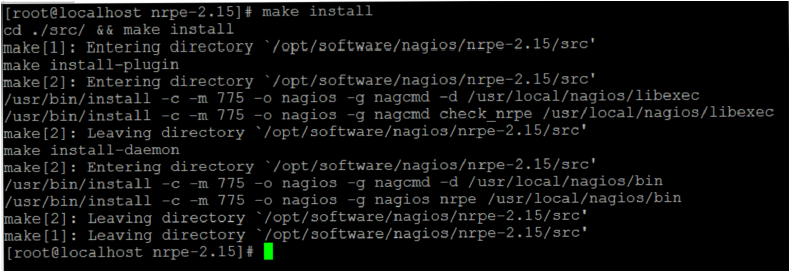 [root@localhost nrpe-2.15]# make install
cd ./src/ && make install
make[1]: Entering directory `/opt/software/nagios/nrpe-2.15/src'
make install-plugin
make[2]: Entering directory `/opt/software/nagios/nrpe-2.15/src'
/usr/bin/install -c -m 775 -o nagios -g nagcmd -d /usr/local/nagios/libexec
/usr/bin/install -c -m 775 -o nagios -g nagcmd check_nrpe /usr/local/nagios/libexec
make[2]: Leaving directory `/opt/software/nagios/nrpe-2.15/src'
make install-daemon
make[2]: Entering directory `/opt/software/nagios/nrpe-2.15/src'
/usr/bin/install -c -m 775 -o nagios -g nagcmd -d /usr/local/nagios/bin
/usr/bin/install -c -m 775 -o nagios -g nagios nrpe /usr/local/nagios/bin
make[2]: Leaving directory `/opt/software/nagios/nrpe-2.15/src'
make[1]: Leaving directory `/opt/software/nagios/nrpe-2.15/src'
[root@localhost nrpe-2.15]#